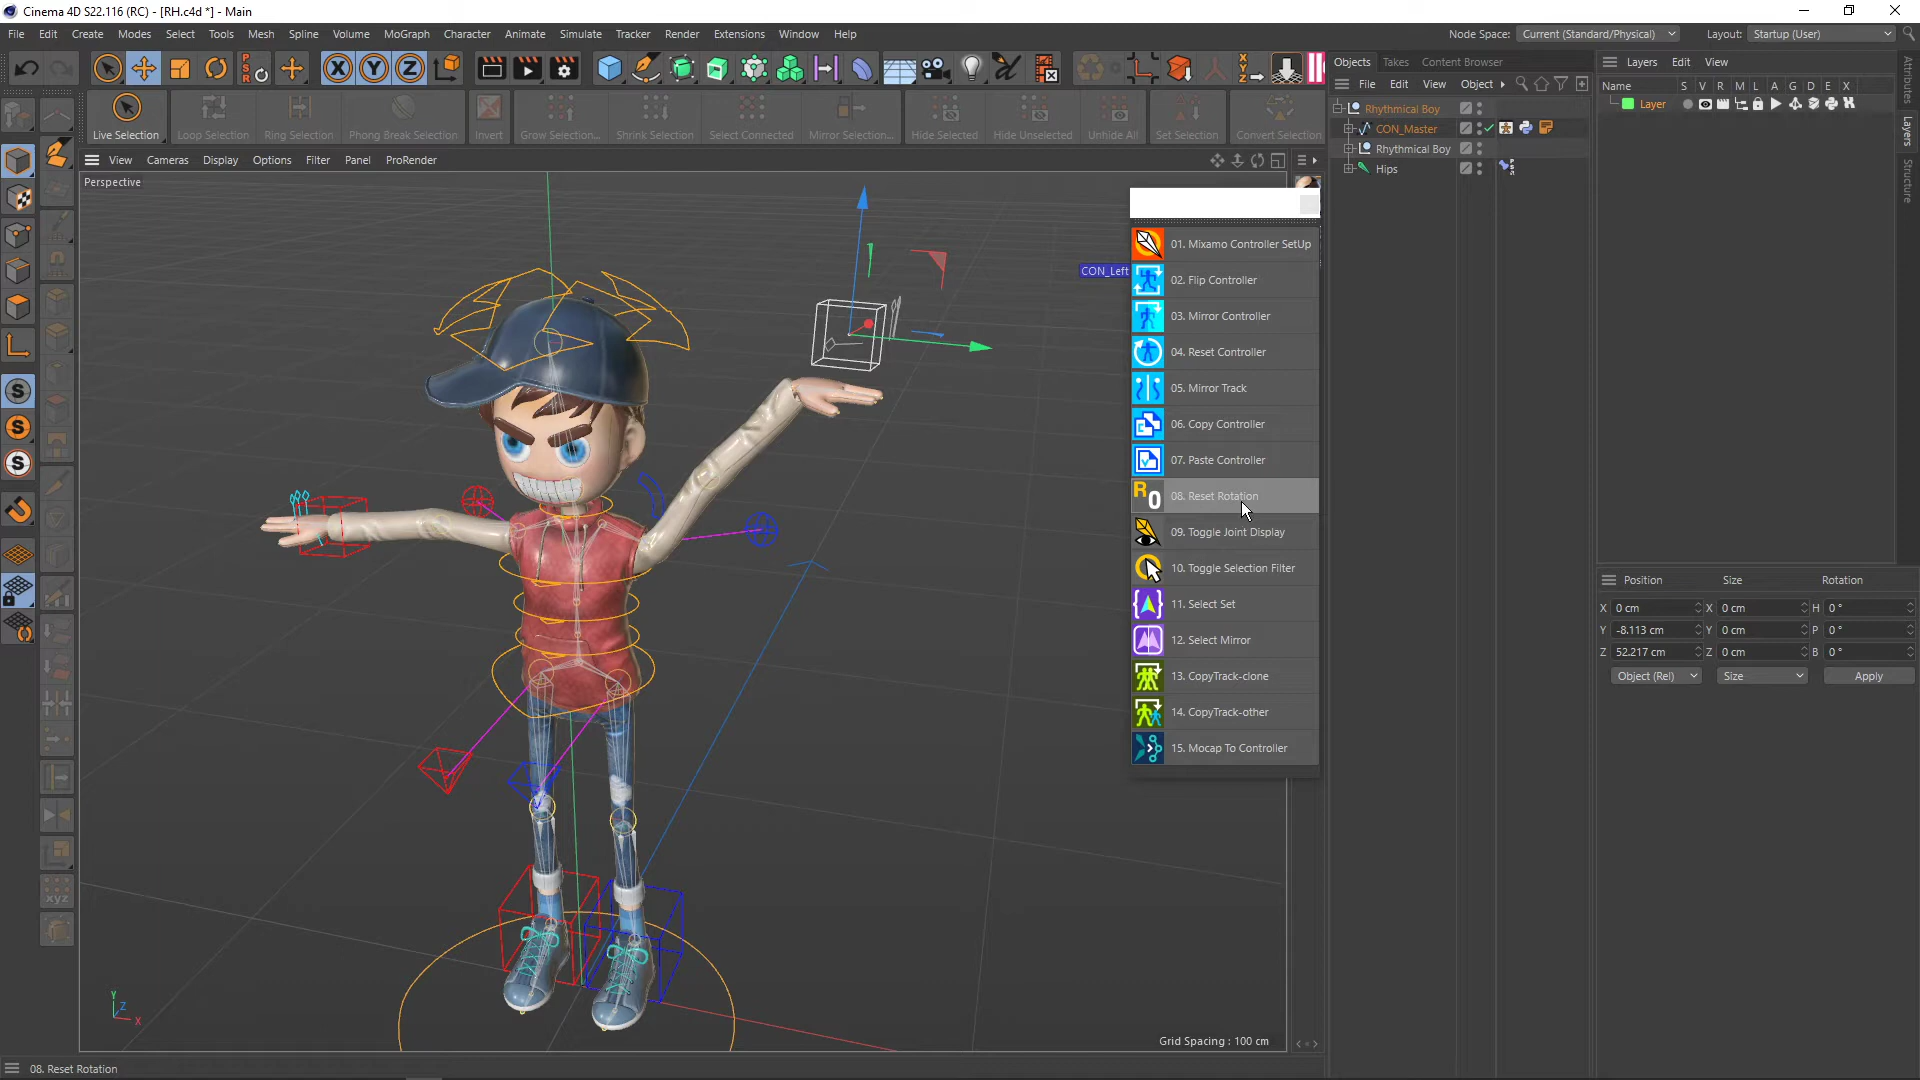 Cinema 4D S22.116 (RC) - [RH.c4d *] - Main
File Edit Create Modes Select Tools Mesh Spline Volume MoGraph Character Animate Simulate Tracker Render Extensions Window Help
Node Space: Current (Standard/Physical) Layout: Startup (User)
Live Selection Loop Selection Ring Selection Phong Break Selection Invert Grow Selection... Shrink Selection Select Connected Mirror Selection... Hide Selected Hide Unselected Unhide All Set Selection Convert Selection
View Cameras Display Options Filter Panel ProRender
Perspective
CON_Left
01. Mixamo Controller SetUp
02. Flip Controller
03. Mirror Controller
04. Reset Controller
05. Mirror Track
06. Copy Controller
07. Paste Controller
08. Reset Rotation
09. Toggle Joint Display
10. Toggle Selection Filter
11. Select Set
12. Select Mirror
13. CopyTrack-clone
14. CopyTrack-other
15. Mocap To Controller
Grid Spacing : 100 cm
Objects Takes Content Browser
File Edit View Object
Rhythmical Boy
CON_Master
Rhythmical Boy
Hips
Layers Edit View
Name S V R M L A G D E X
Layer
Attributes
Layers
Structure
Position Size Rotation
X 0 cm X 0 cm H 0 °
Y -8.113 cm Y 0 cm P 0 °
Z 52.217 cm Z 0 cm B 0 °
Object (Rel) Size Apply
Y
Z
X
08. Reset Rotation